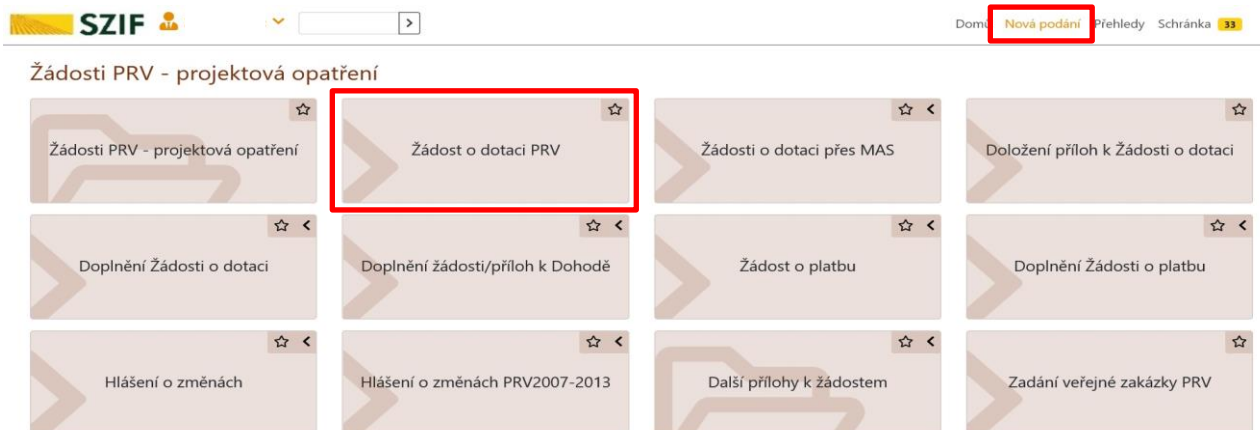 SZIF
Domů Nová podání Přehledy Schránka 33
Žádosti PRV - projektová opatření
Žádosti PRV - projektová opatření
Žádost o dotaci PRV
Žádosti o dotaci přes MAS
Doložení příloh k Žádosti o dotaci
Doplnění Žádosti o dotaci
Doplnění žádosti/příloh k Dohodě
Žádost o platbu
Doplnění Žádosti o platbu
Hlášení o změnách
Hlášení o změnách PRV2007-2013
Další přílohy k žádostem
Zadání veřejné zakázky PRV